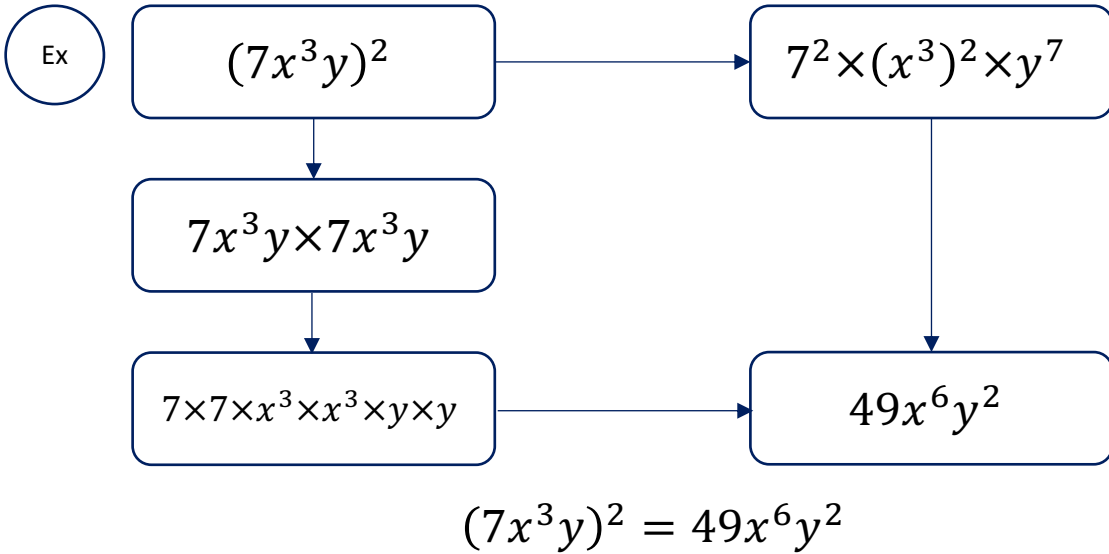 Ex
(7x³y)²
7²×(x³)²×y⁷
7x³y×7x³y
7×7×x³×x³×y×y
49x⁶y²
(7x³y)² = 49x⁶y²